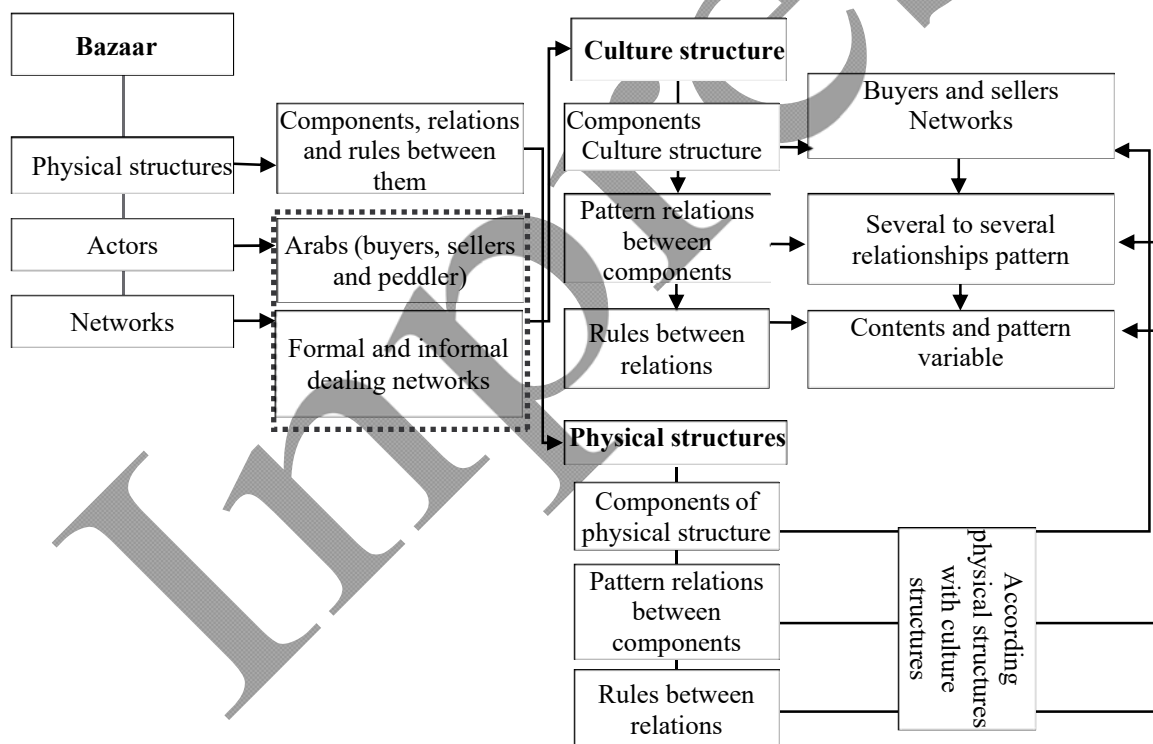 Bazaar
Physical structures
Actors
Networks
Components, relations
and rules between
them
Arabs (buyers, sellers
and peddler)
Formal and informal
dealing networks
Culture structure
Components
Culture structure
Pattern relations
between
components
Rules between
relations
Buyers and sellers
Networks
Several to several
relationships pattern
Contents and pattern
variable
Physical structures
Components of
physical structure
Pattern relations
between
components
Rules between
relations
According
physical structures
with culture
structures